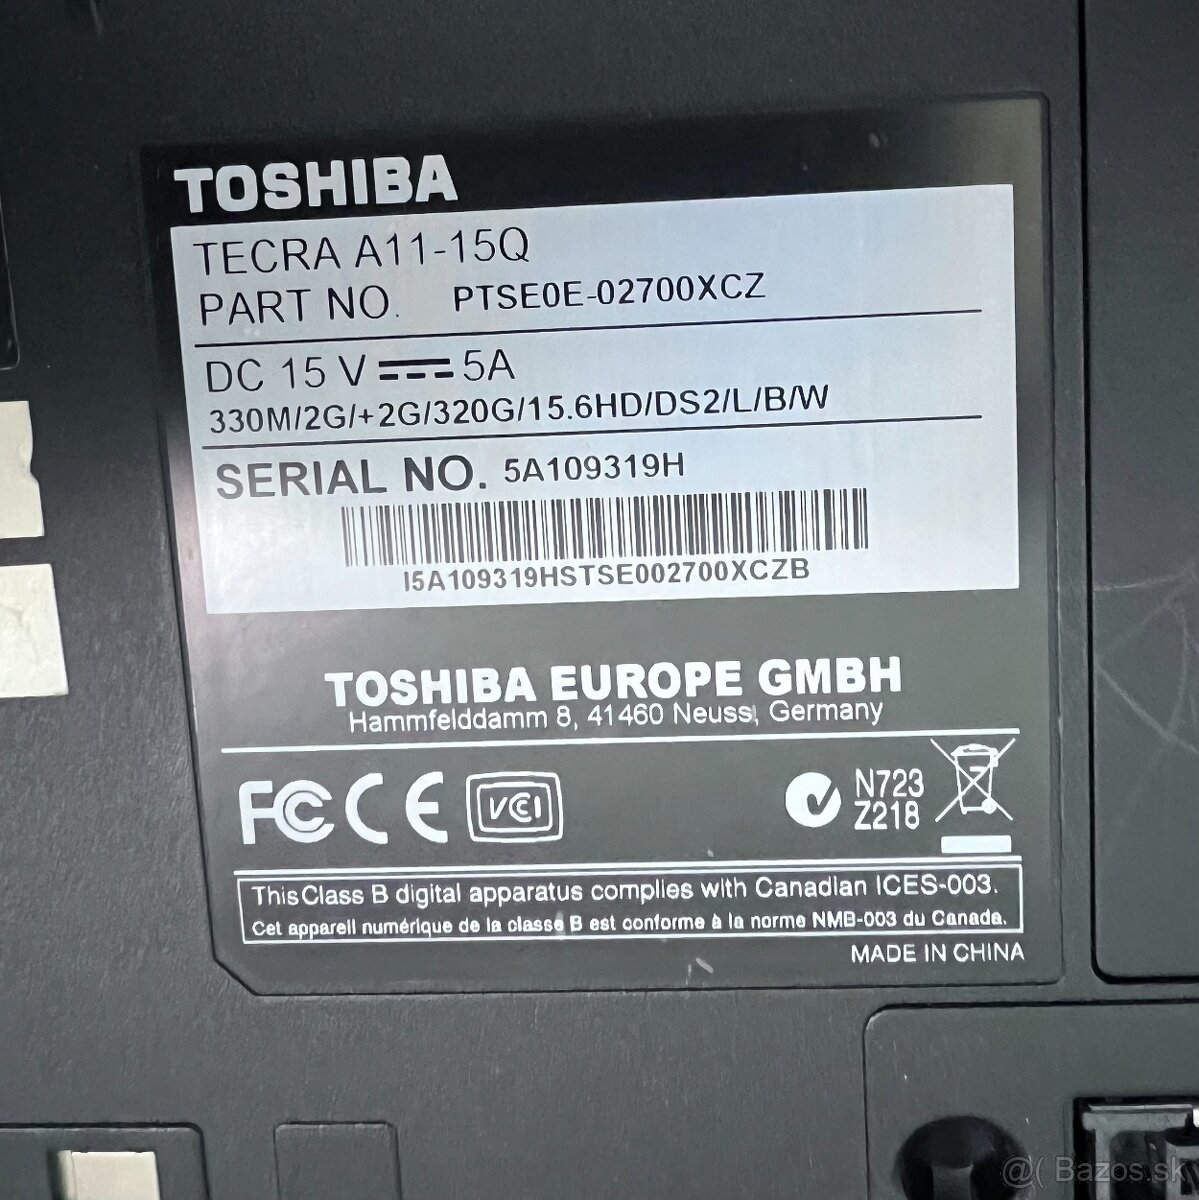 TOSHIBA
TECRA A11-15Q
PART NO. PTSE0E-02700XCZ
DC 15 V 5A
330M/2G/+2G/320G/15.6HD/DS2/L/B/W
SERIAL NO. 5A109319H
I5A109319HSTSE002700XCZB
TOSHIBA EUROPE GMBH
Hammfelddamm 8, 41460 Neuss, Germany
FC CE VCCI N723
Z218
This Class B digital apparatus complies with Canadian ICES-003.
Cet appareil numérique de la classe B est conforme à la norme NMB-003 du Canada.
MADE IN CHINA
@( Bazos.sk